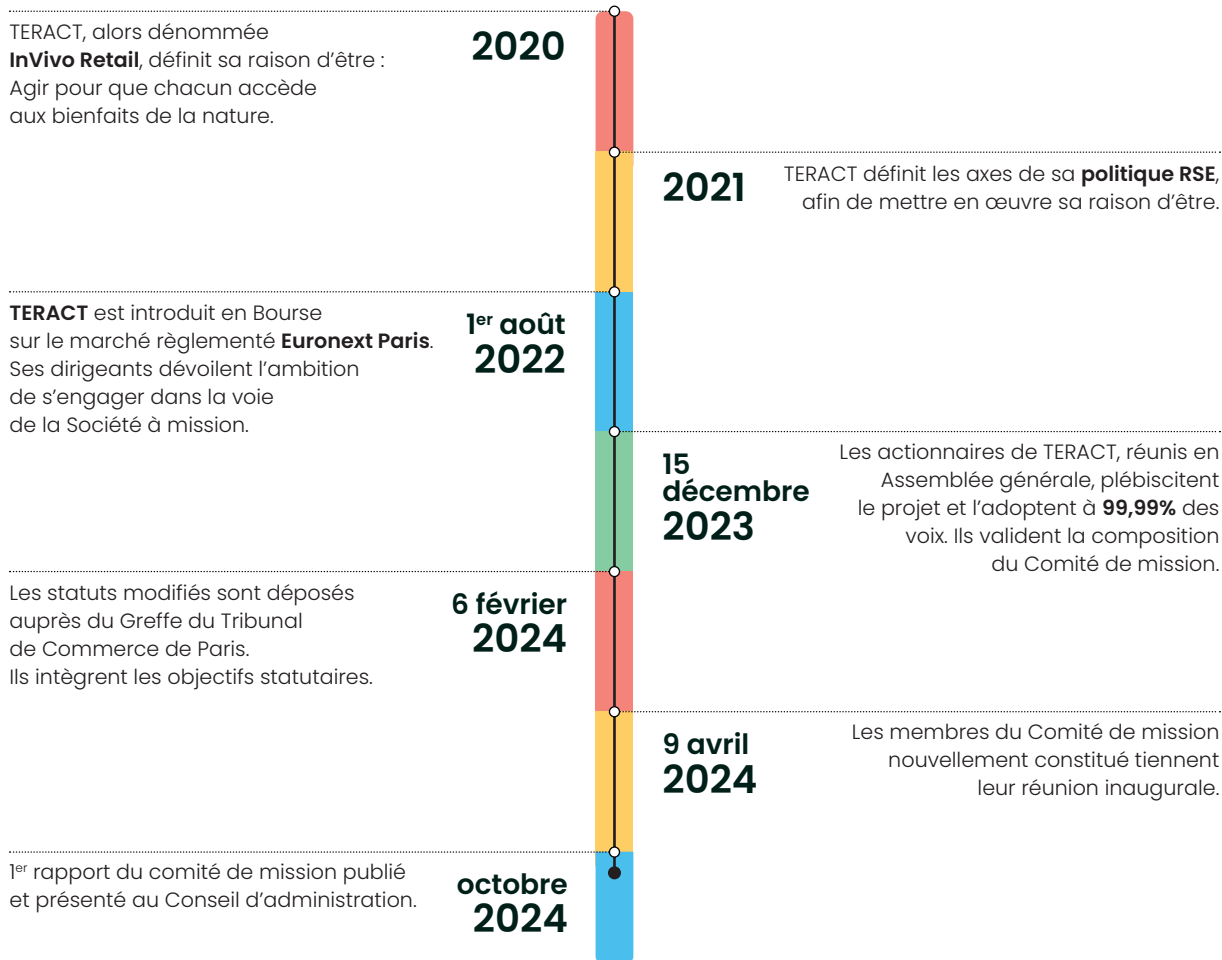 2020
TERACT, alors dénommée
InVivo Retail, définit sa raison d’être :
Agir pour que chacun accède
aux bienfaits de la nature.
2021
TERACT définit les axes de sa politique RSE,
afin de mettre en œuvre sa raison d’être.
1er août
2022
TERACT est introduit en Bourse
sur le marché règlementé Euronext Paris.
Ses dirigeants dévoilent l’ambition
de s’engager dans la voie
de la Société à mission.
15
décembre
2023
Les actionnaires de TERACT, réunis en
Assemblée générale, plébiscitent
le projet et l’adoptent à 99,99% des
voix. Ils valident la composition
du Comité de mission.
6 février
2024
Les statuts modifiés sont déposés
auprès du Greffe du Tribunal
de Commerce de Paris.
Ils intègrent les objectifs statutaires.
9 avril
2024
Les membres du Comité de mission
nouvellement constitué tiennent
leur réunion inaugurale.
octobre
2024
1er rapport du comité de mission publié
et présenté au Conseil d’administration.